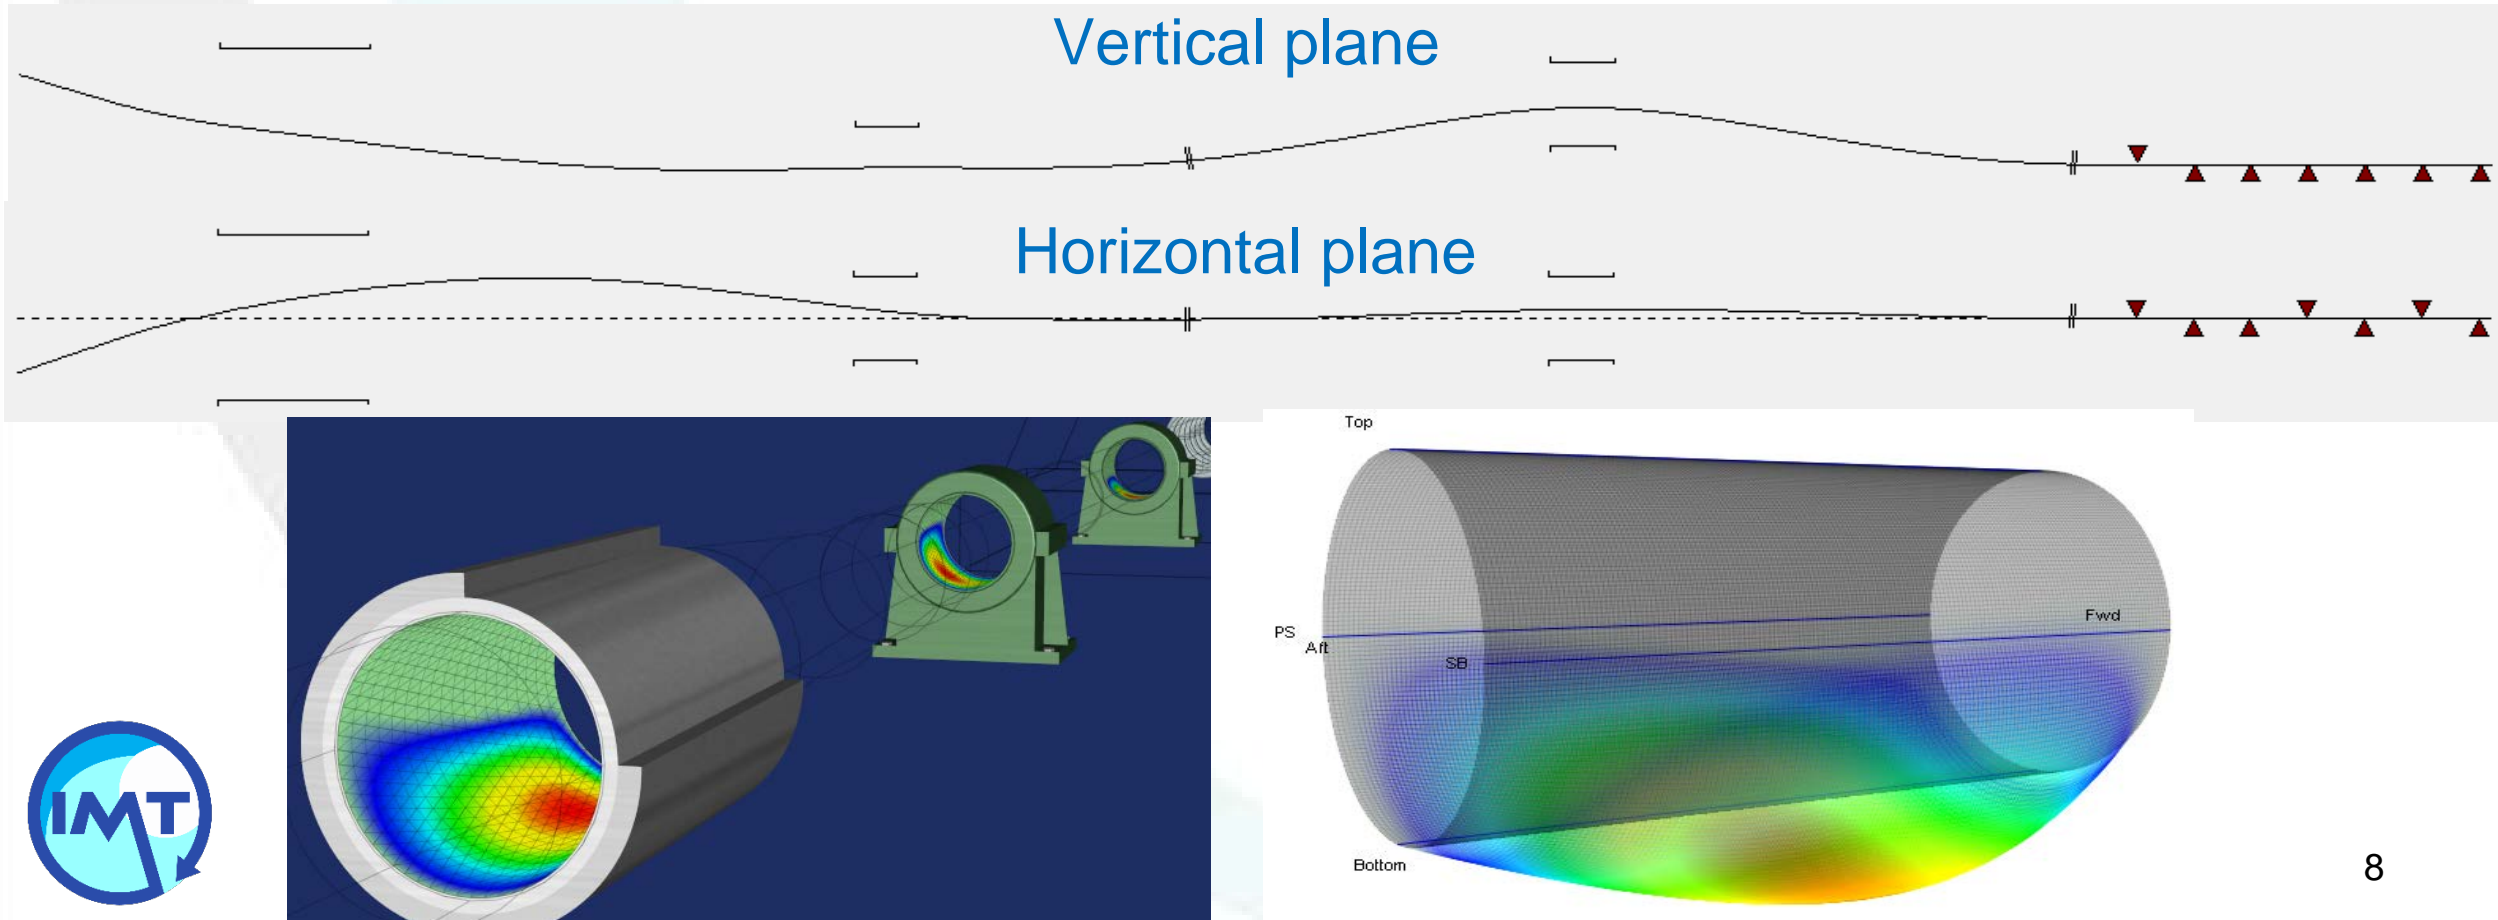 Vertical plane
Horizontal plane
Top
PS
Aft
SB
Fwd
Bottom
IMT
8